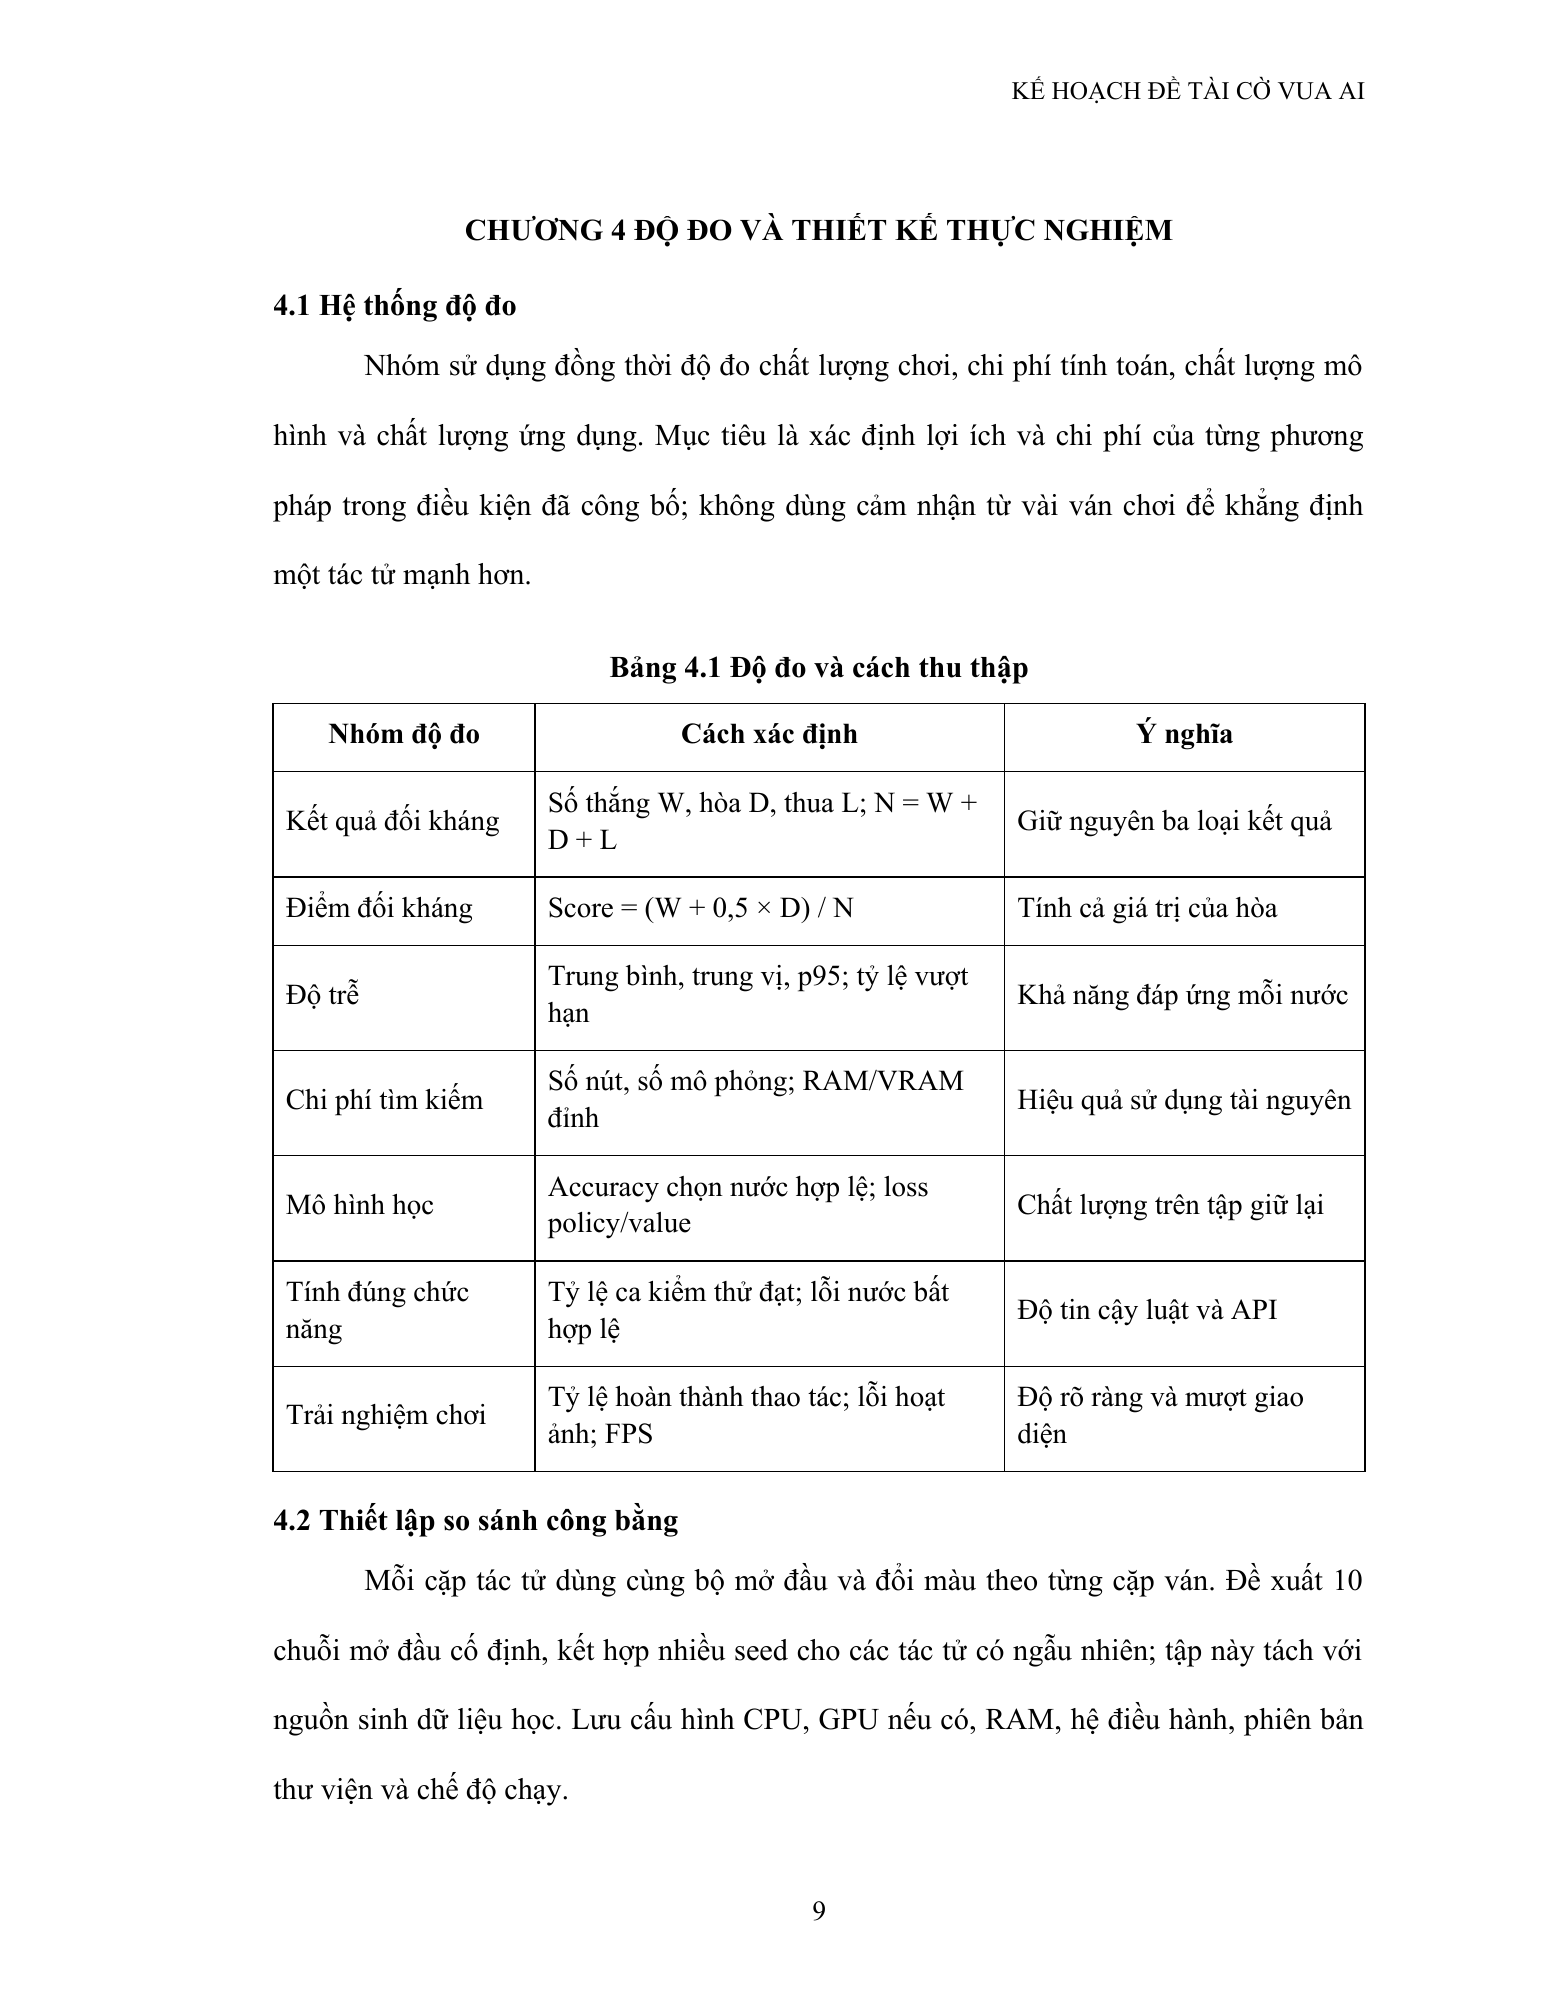 KẾ HOẠCH ĐỀ TÀI CỜ VUA AI
CHƯƠNG 4 ĐỘ ĐO VÀ THIẾT KẾ THỰC NGHIỆM
4.1 Hệ thống độ đo
Nhóm sử dụng đồng thời độ đo chất lượng chơi, chi phí tính toán, chất lượng mô
hình và chất lượng ứng dụng. Mục tiêu là xác định lợi ích và chi phí của từng phương
pháp trong điều kiện đã công bố; không dùng cảm nhận từ vài ván chơi để khẳng định
một tác tử mạnh hơn.
Bảng 4.1 Độ đo và cách thu thập
Nhóm độ đo
Cách xác định
Ý nghĩa
Kết quả đối kháng
Số thắng W, hòa D, thua L; N = W +
D + L
Giữ nguyên ba loại kết quả
Điểm đối kháng
Score = (W + 0,5 × D) / N
Tính cả giá trị của hòa
Độ trễ
Trung bình, trung vị, p95; tỷ lệ vượt
hạn
Khả năng đáp ứng mỗi nước
Chi phí tìm kiếm
Số nút, số mô phỏng; RAM/VRAM
đỉnh
Hiệu quả sử dụng tài nguyên
Mô hình học
Accuracy chọn nước hợp lệ; loss
policy/value
Chất lượng trên tập giữ lại
Tính đúng chức
năng
Tỷ lệ ca kiểm thử đạt; lỗi nước bất
hợp lệ
Độ tin cậy luật và API
Trải nghiệm chơi
Tỷ lệ hoàn thành thao tác; lỗi hoạt
ảnh; FPS
Độ rõ ràng và mượt giao
diện
4.2 Thiết lập so sánh công bằng
Mỗi cặp tác tử dùng cùng bộ mở đầu và đổi màu theo từng cặp ván. Đề xuất 10
chuỗi mở đầu cố định, kết hợp nhiều seed cho các tác tử có ngẫu nhiên; tập này tách với
nguồn sinh dữ liệu học. Lưu cấu hình CPU, GPU nếu có, RAM, hệ điều hành, phiên bản
thư viện và chế độ chạy.
9